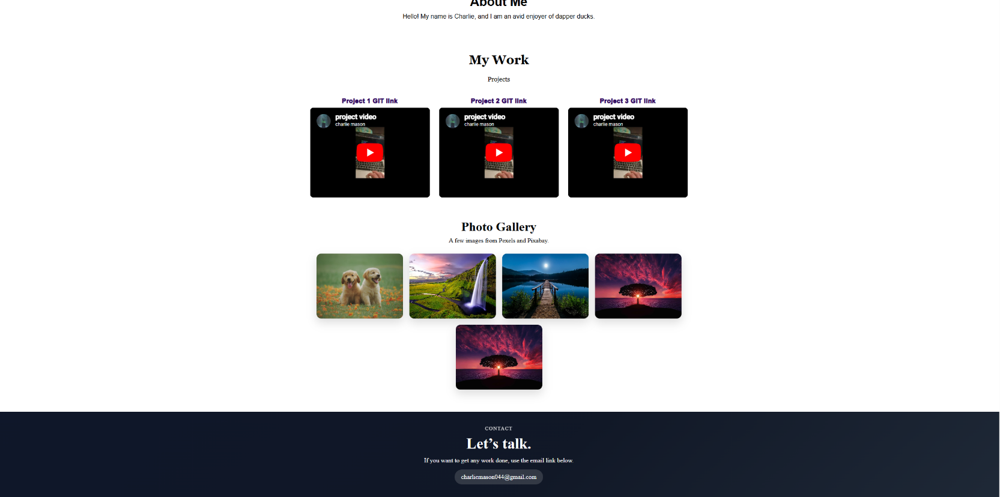 About Me
Hello! My name is Charlie, and I am an avid enjoyer of dapper ducks.
My Work
Projects
Project 1 GIT link
Project 2 GIT link
Project 3 GIT link
project video
charlie mason
project video
charlie mason
project video
charlie mason
Photo Gallery
A few images from Pexels and Pixabay.
CONTACT
Let’s talk.
If you want to get any work done, use the email link below.
charliemason044@gmail.com